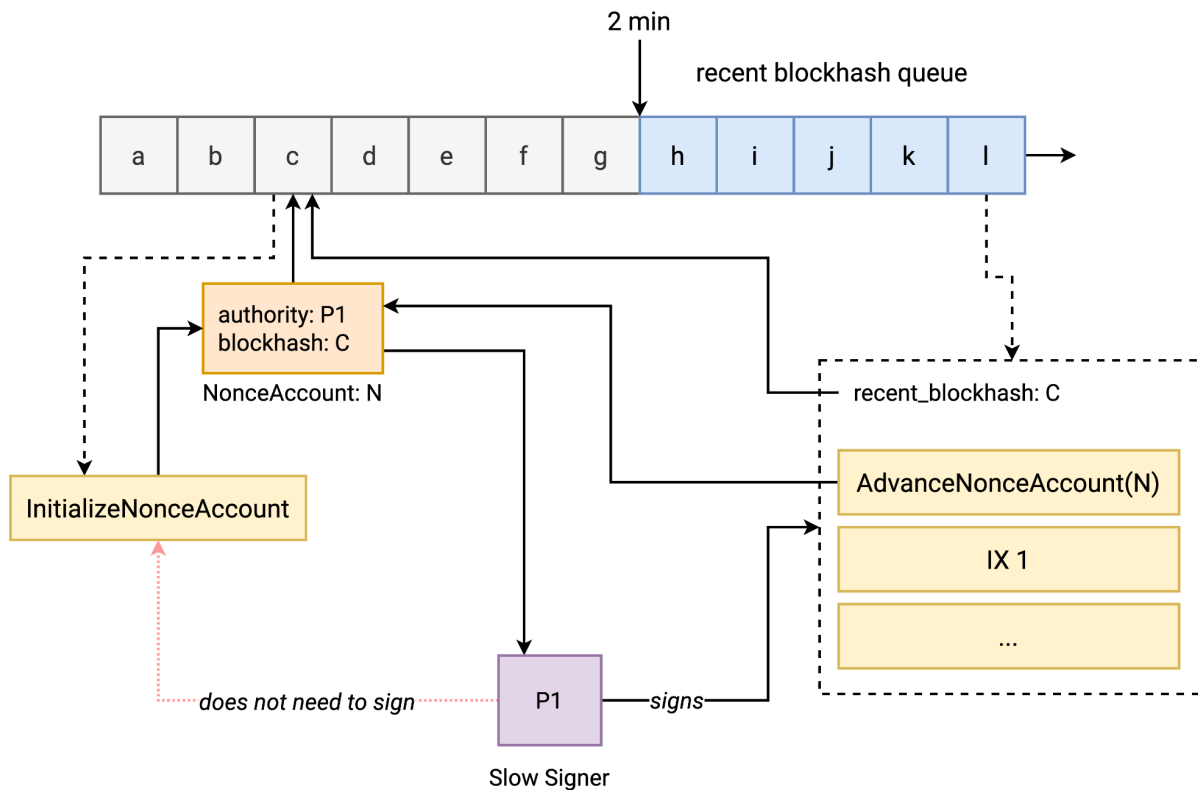 2 min
recent blockhash queue
a b c d e f g h i j k l
authority: P1
blockhash: C
NonceAccount: N
recent_blockhash: C
AdvanceNonceAccount(N)
InitializeNonceAccount
IX 1
...
does not need to sign
P1
signs
Slow Signer